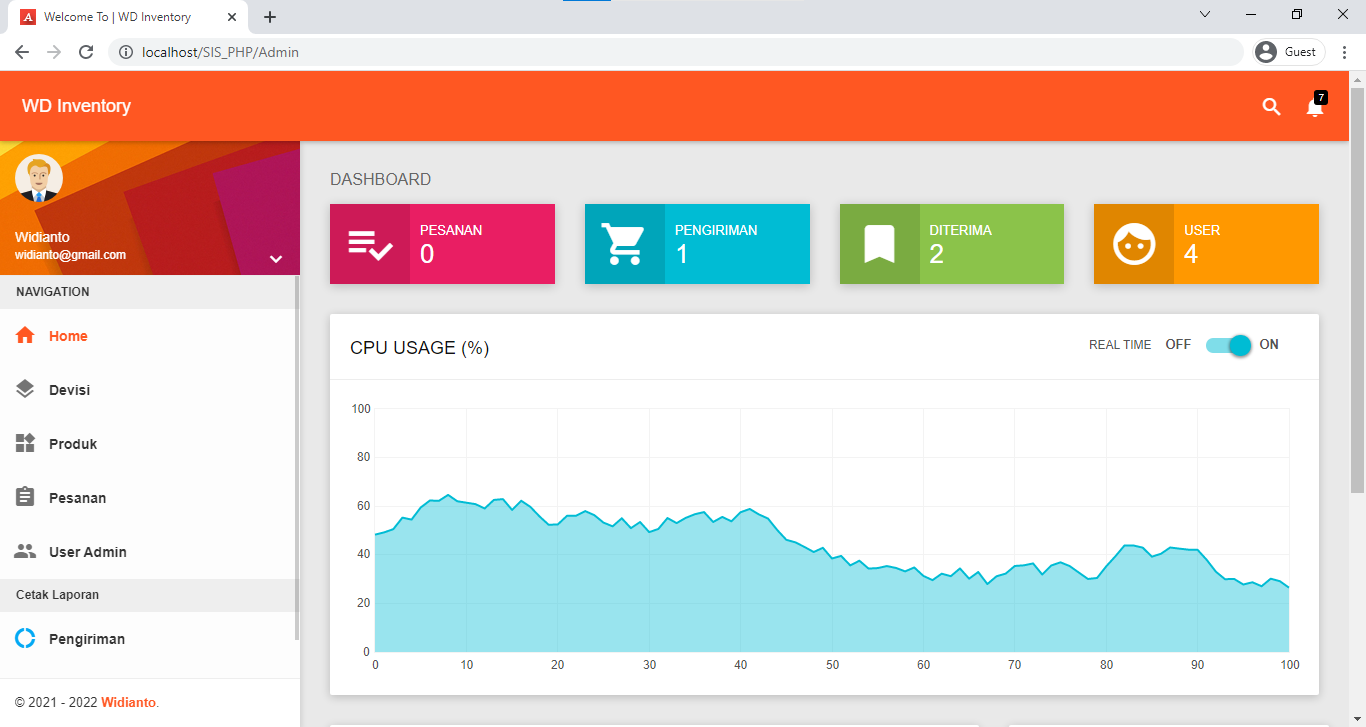 Welcome To | WD Inventory
localhost/SIS_PHP/Admin
Guest
WD Inventory
7
Widianto
widianto@gmail.com
NAVIGATION
Home
Devisi
Produk
Pesanan
User Admin
Cetak Laporan
Pengiriman
© 2021 - 2022 Widianto.
DASHBOARD
PESANAN
0
PENGIRIMAN
1
DITERIMA
2
USER
4
CPU USAGE (%)
REAL TIME OFF ON
100
80
60
40
20
0
0 10 20 30 40 50 60 70 80 90 100